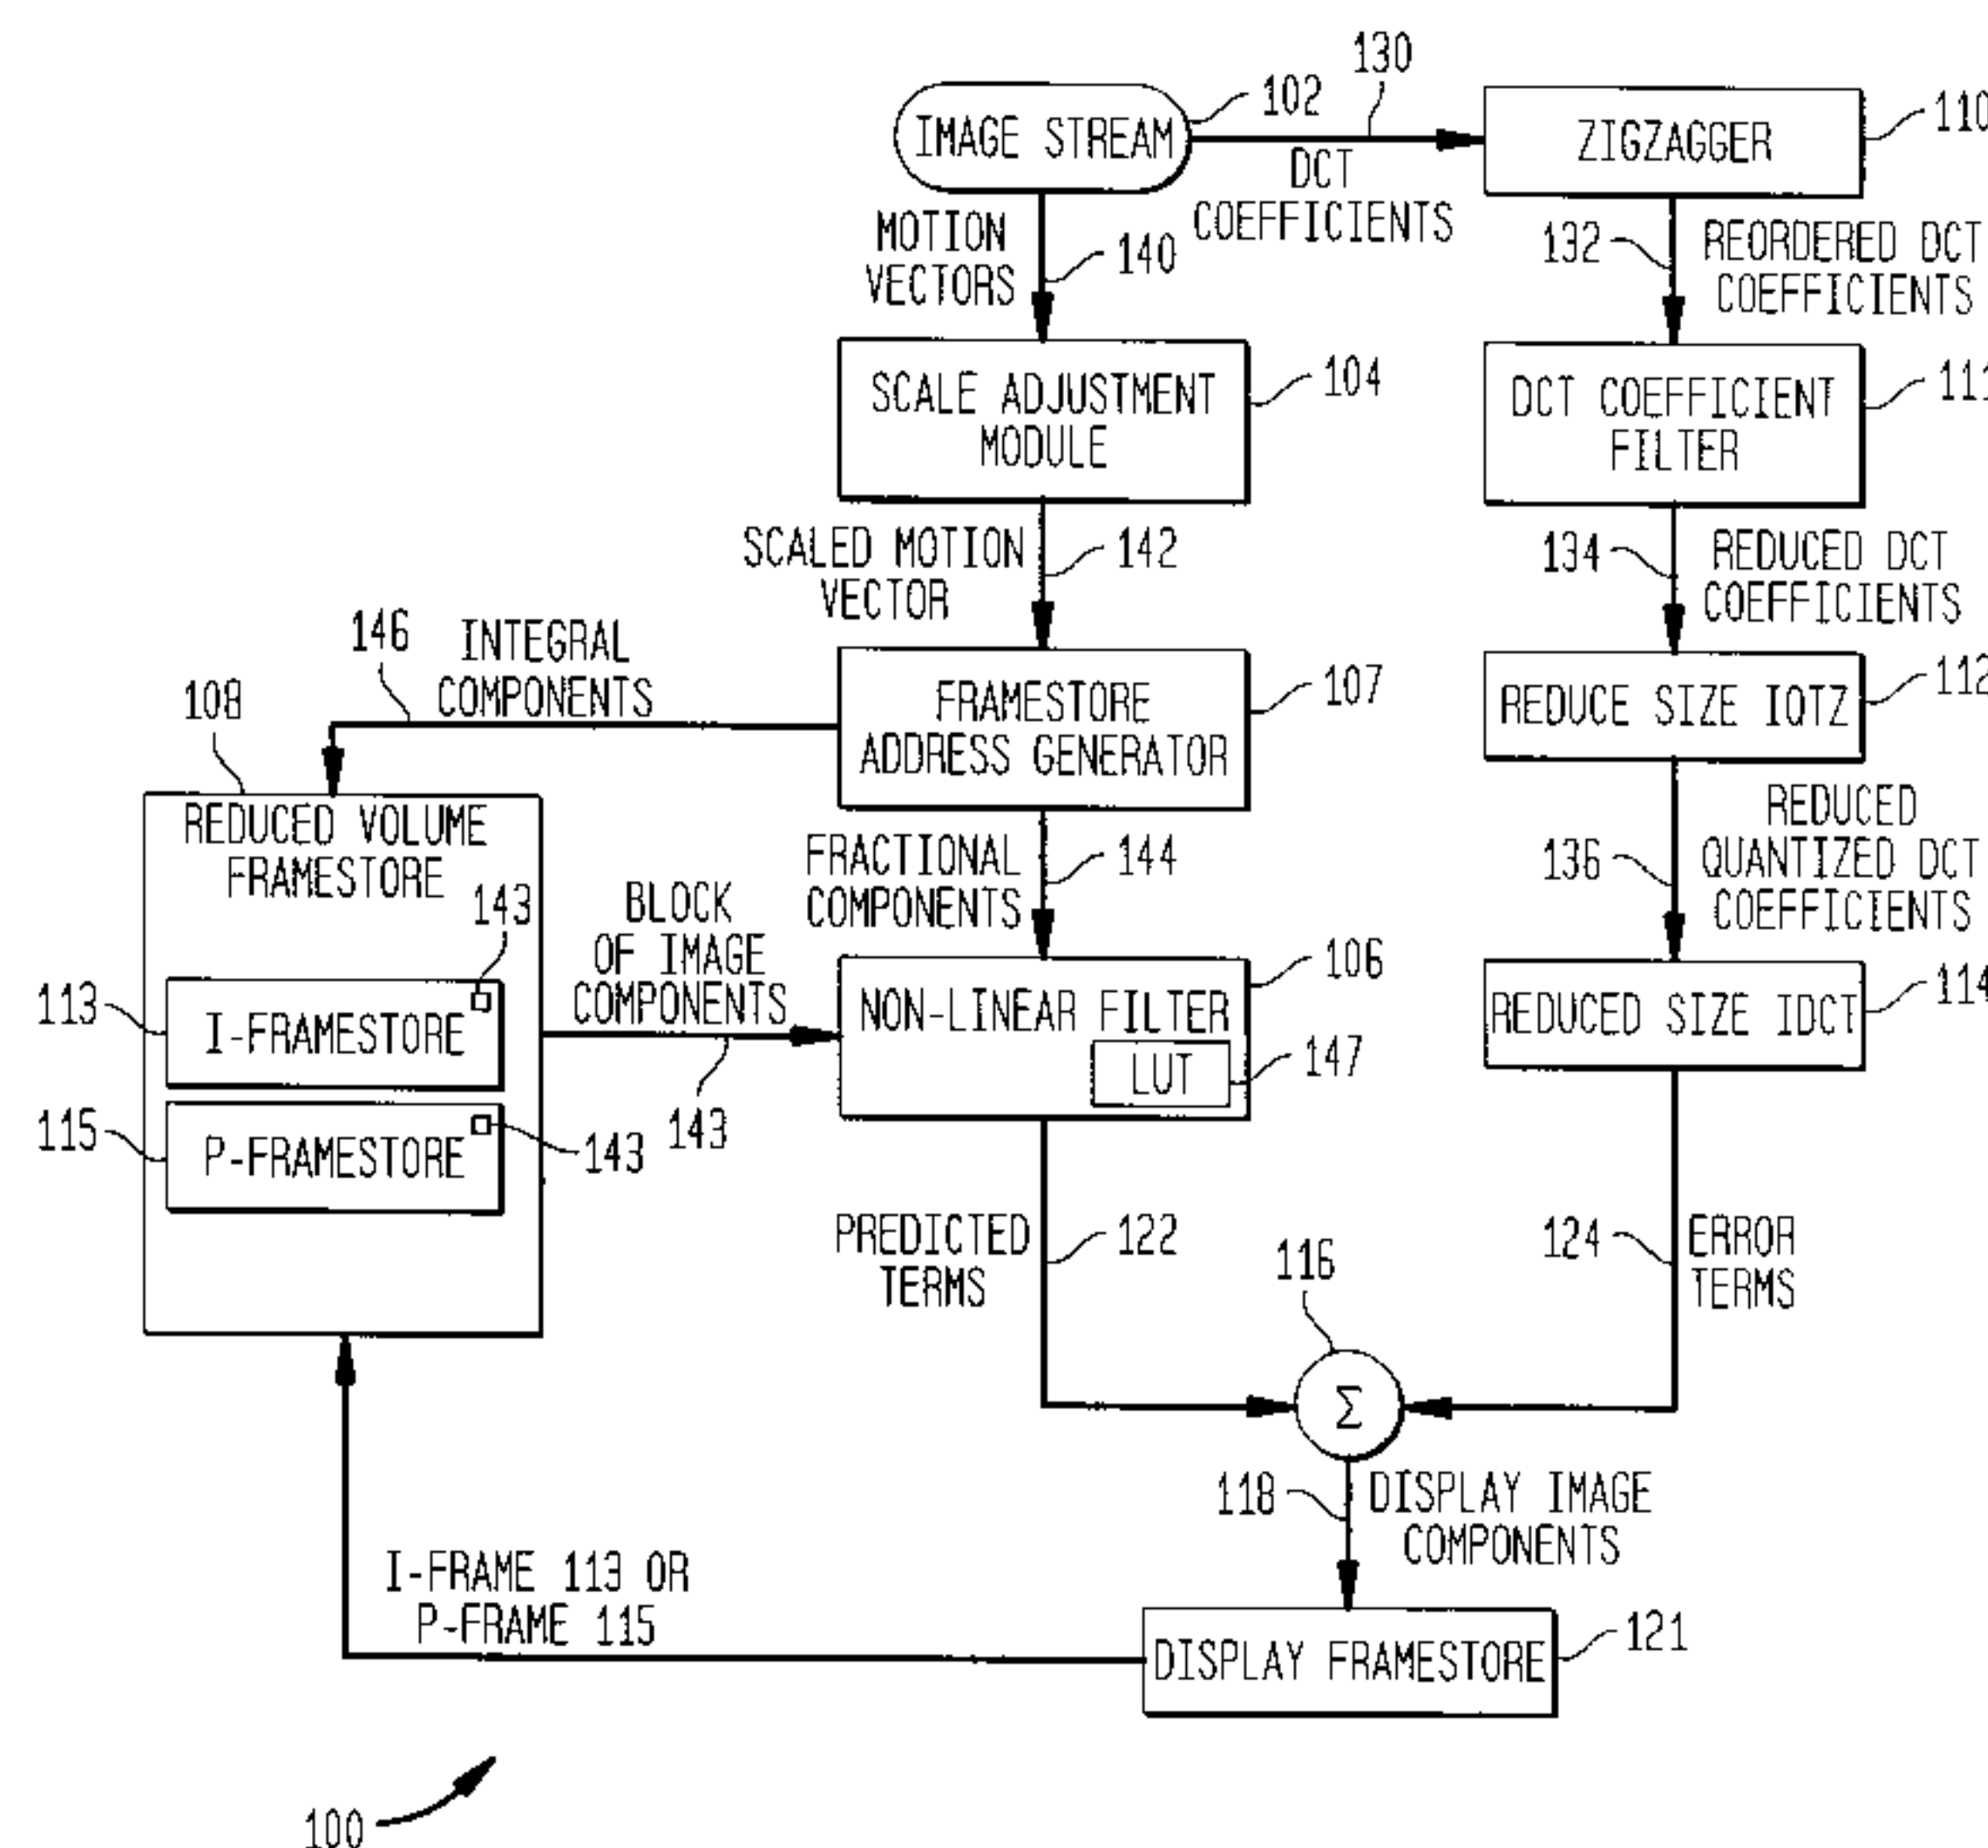 130
102
IMAGE STREAM
DCT
COEFFICIENTS
ZIGZAGGER
110
MOTION
VECTORS
140
132
REORDERED DCT
COEFFICIENTS
SCALE ADJUSTMENT
MODULE
104
DCT COEFFICIENT
FILTER
111
SCALED MOTION
VECTOR
142
134
REDUCED DCT
COEFFICIENTS
146
INTEGRAL
COMPONENTS
108
FRAMESTORE
ADDRESS GENERATOR
107
REDUCE SIZE IQTZ
112
REDUCED VOLUME
FRAMESTORE
FRACTIONAL
COMPONENTS
144
136
REDUCED
QUANTIZED DCT
COEFFICIENTS
143
BLOCK
OF IMAGE
COMPONENTS
143
113
I-FRAMESTORE
NON-LINEAR FILTER
106
LUT
147
REDUCED SIZE IDCT
114
115
P-FRAMESTORE
143
PREDICTED
TERMS
122
116
124
ERROR
TERMS
Σ
118
DISPLAY IMAGE
COMPONENTS
I-FRAME 113 OR
P-FRAME 115
DISPLAY FRAMESTORE
121
100